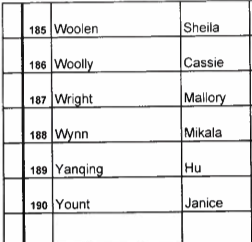 185 Woolen Sheila
186 Woolly Cassie
187 Wright Mallory
188 Wynn Mikala
189 Yanqing Hu
190 Yount Janice